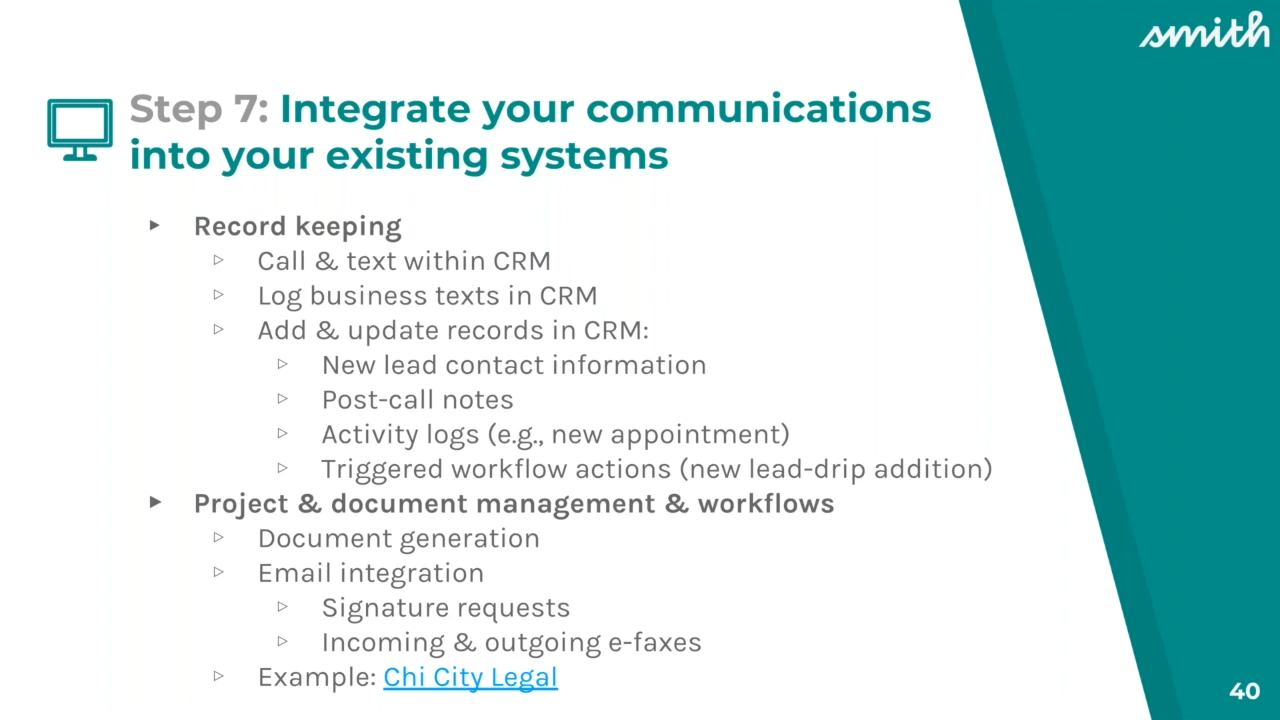 smith
Step 7: Integrate your communications
into your existing systems
Record keeping
Call & text within CRM
Log business texts in CRM
Add & update records in CRM:
New lead contact information
Post-call notes
Activity logs (e.g., new appointment)
Triggered workflow actions (new lead-drip addition)
Project & document management & workflows
Document generation
Email integration
Signature requests
Incoming & outgoing e-faxes
Example: Chi City Legal
40